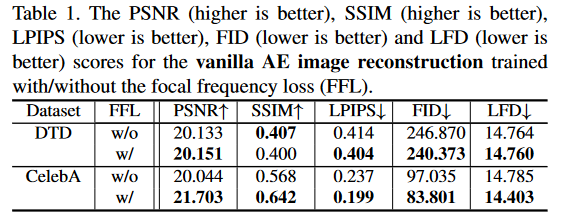 Table 1. The PSNR (higher is better), SSIM (higher is better),
LPIPS (lower is better), FID (lower is better) and LFD (lower is
better) scores for the vanilla AE image reconstruction trained
with/without the focal frequency loss (FFL).
Dataset FFL PSNR↑ SSIM↑ LPIPS↓ FID↓ LFD↓
DTD w/o 20.133 0.407 0.414 246.870 14.764
w/ 20.151 0.400 0.404 240.373 14.760
CelebA w/o 20.044 0.568 0.237 97.035 14.785
w/ 21.703 0.642 0.199 83.801 14.403